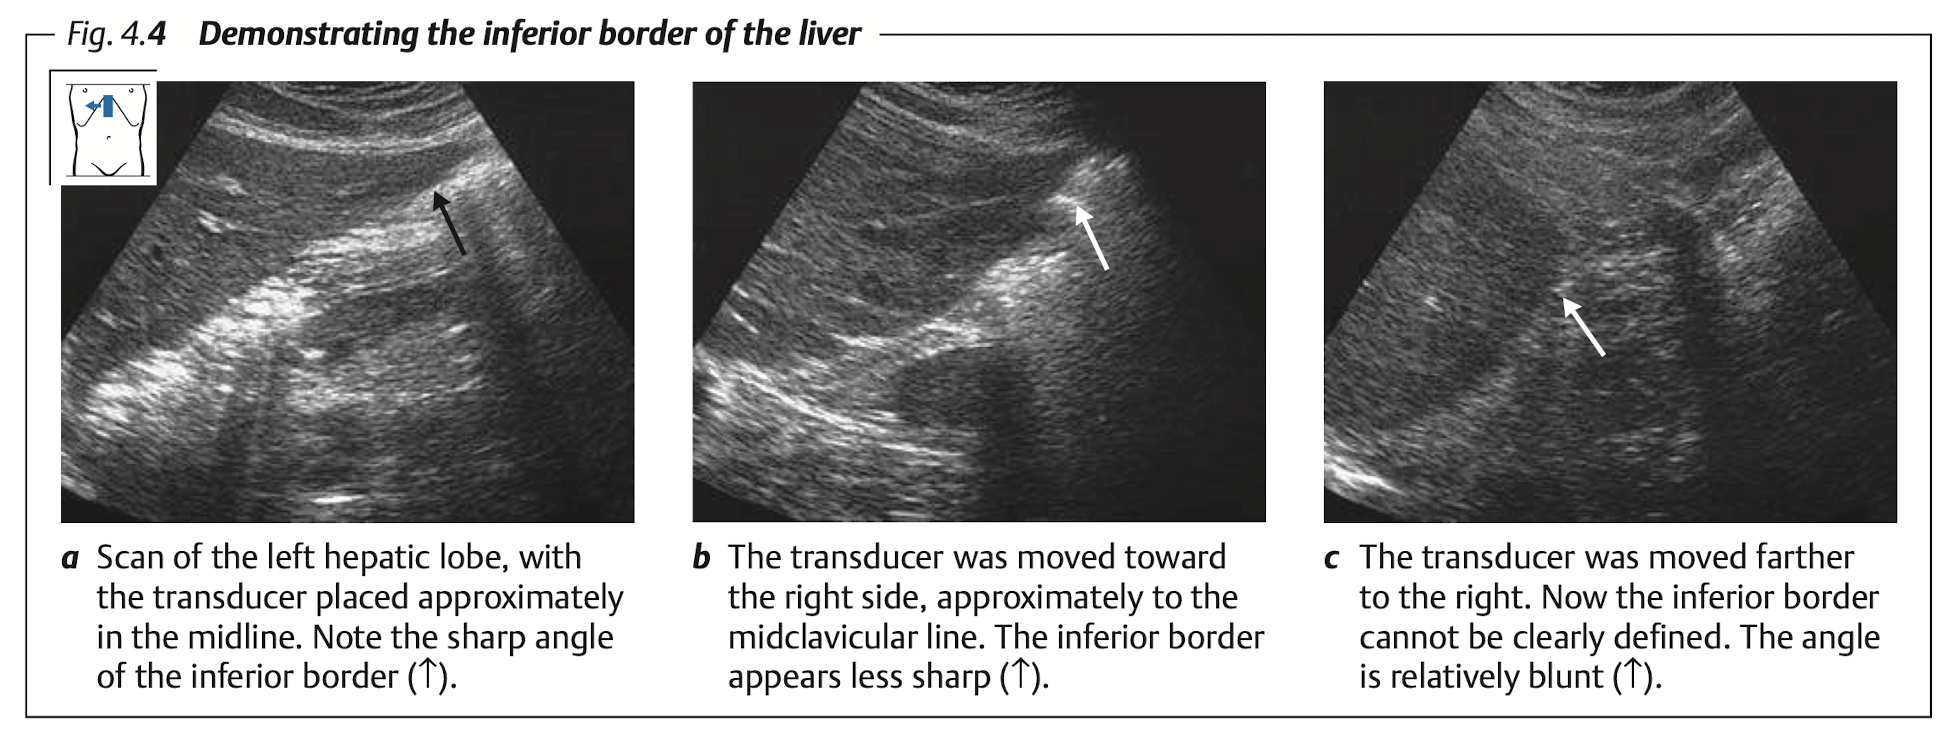 Fig. 4.4 Demonstrating the inferior border of the liver
a Scan of the left hepatic lobe, with
the transducer placed approximately
in the midline. Note the sharp angle
of the inferior border (↑).
b The transducer was moved toward
the right side, approximately to the
midclavicular line. The inferior border
appears less sharp (↑).
c The transducer was moved farther
to the right. Now the inferior border
cannot be clearly defined. The angle
is relatively blunt (↑).